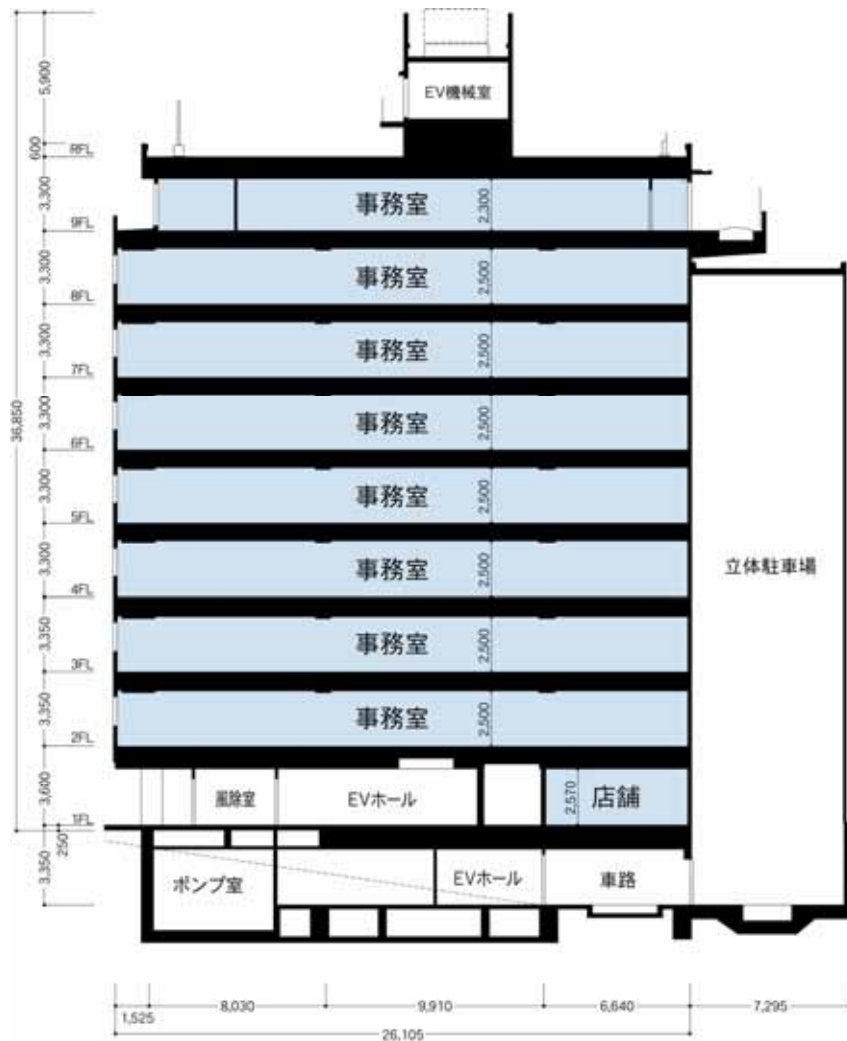 EV機械室
5,900
600
RFL
3,300
事務室
2,300
9FL
3,300
事務室
2,500
8FL
3,300
事務室
2,500
7FL
36,850
3,300
事務室
2,500
6FL
3,300
事務室
2,500
5FL
3,300
事務室
2,500
4FL
立体駐車場
3,350
事務室
2,500
3FL
3,350
事務室
2,500
2FL
3,600
風除室
EVホール
2,570
店舗
1FL
250
3,350
ポンプ室
EVホール
車路
1,525
8,030
9,910
6,640
7,295
26,105